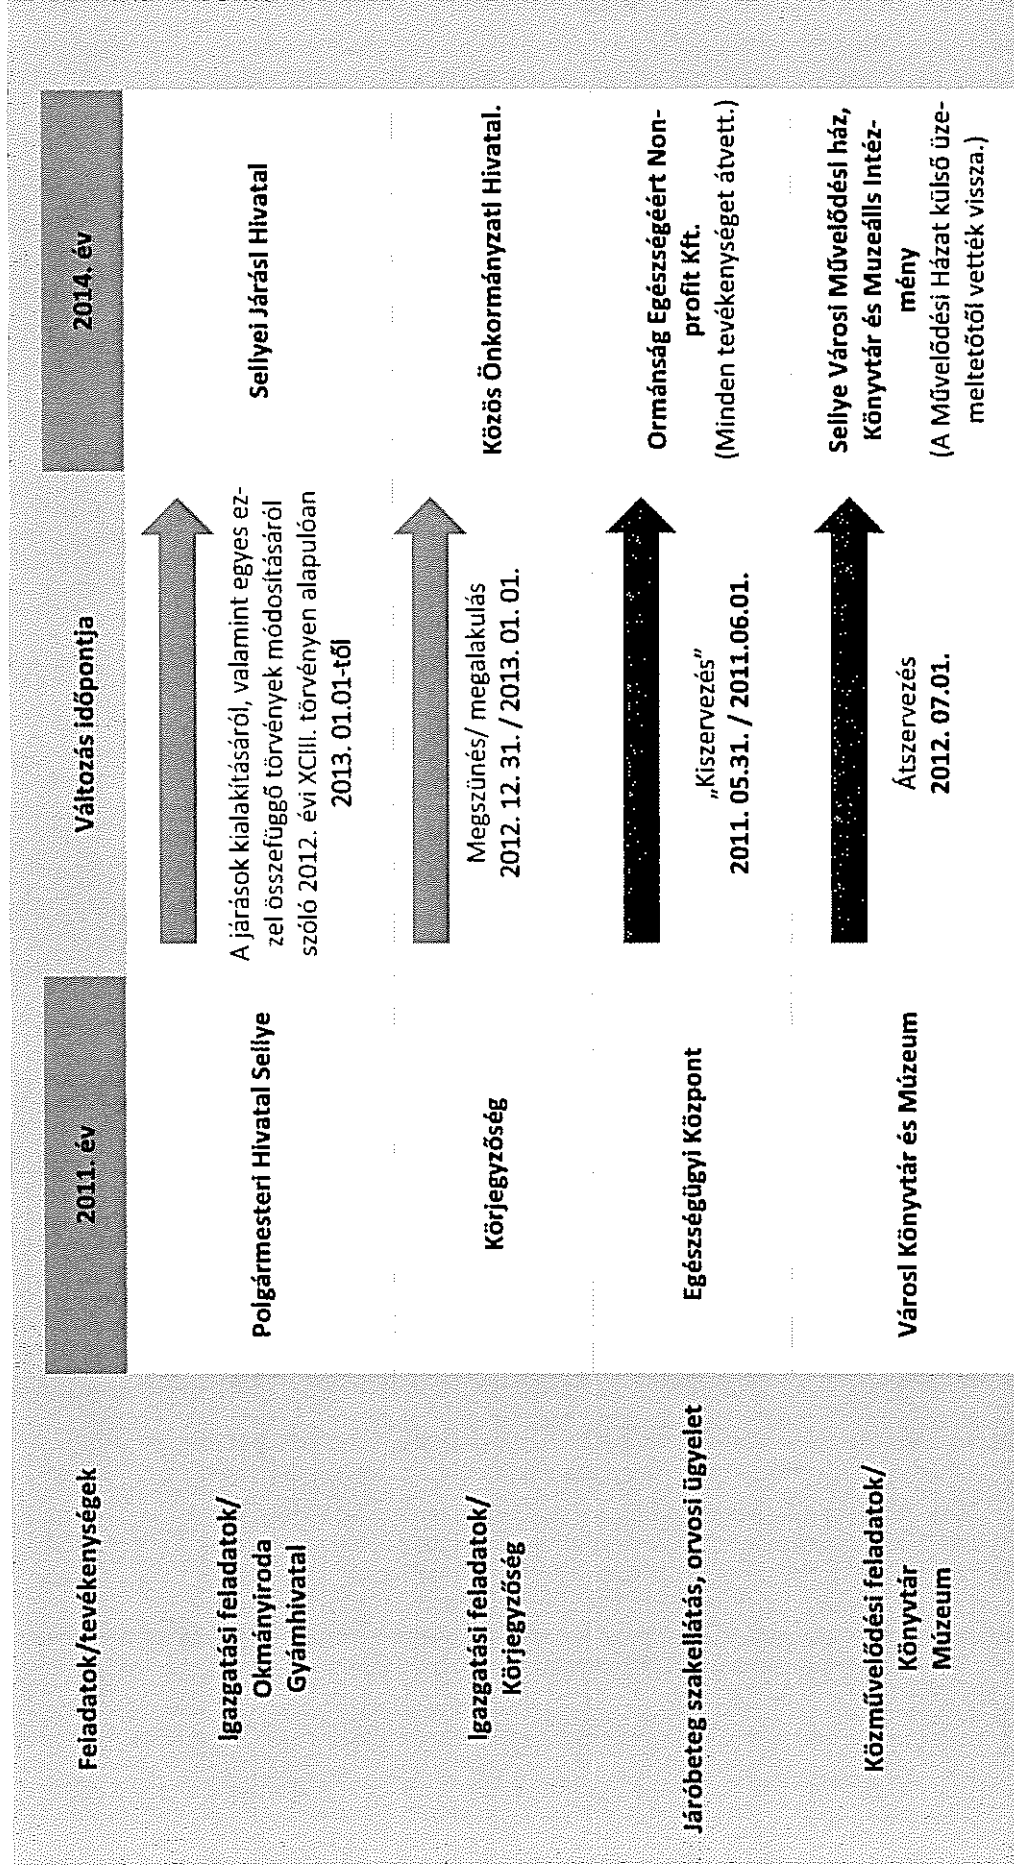 Feladatok/tevékenységek
2011. év
Változás időpontja
2014. év
Igazgatási feladatok/
Okmányiroda
Gyámhivatal
Polgármesteri Hivatal Sellye
A járások kialakításáról, valamint egyes ez-
zel összefüggő törvények módosításáról
szóló 2012. évi XCIII. törvényen alapulóan
2013. 01.01-től
Sellyei Járási Hivatal
Igazgatási feladatok/
Körjegyzőség
Körjegyzőség
Megszűnés/ megalakulás
2012. 12. 31. / 2013. 01. 01.
Közös Önkormányzati Hivatal.
Járóbeteg szakellátás, orvosi ügyelet
Egészségügyi Központ
„Kiszervezés”
2011. 05.31. / 2011.06.01.
Ormánság Egészségéért Non-
profit Kft.
(Minden tevékenységet átvett.)
Közművelődési feladatok/
Könyvtár
Múzeum
Városi Könyvtár és Múzeum
Átszervezés
2012. 07.01.
Sellye Városi Művelődési ház,
Könyvtár és Muzeális Intéz-
mény
(A Művelődési Házat külső üze-
meltetőtől vették vissza.)